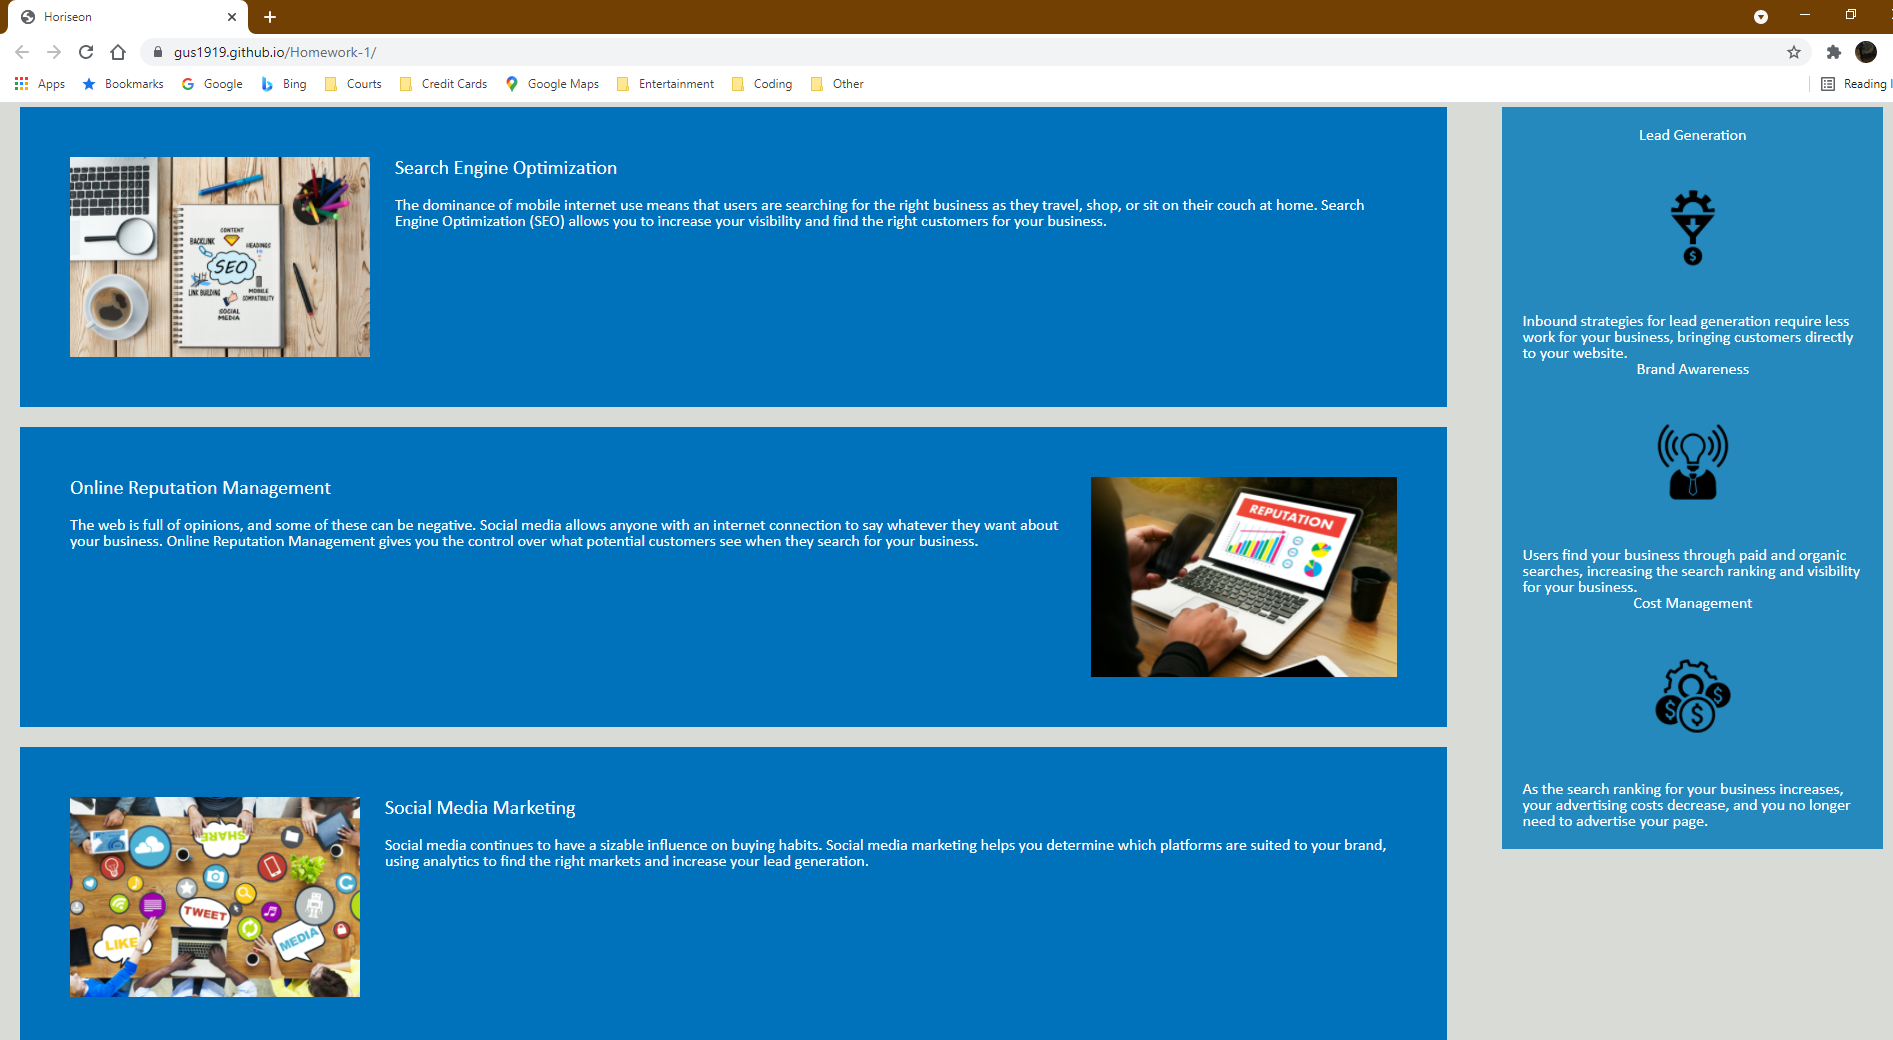 Horiseon
gus1919.github.io/Homework-1/
Apps
Bookmarks
Google
Bing
Courts
Credit Cards
Google Maps
Entertainment
Coding
Other
Reading
Search Engine Optimization
The dominance of mobile internet use means that users are searching for the right business as they travel, shop, or sit on their couch at home. Search
Engine Optimization (SEO) allows you to increase your visibility and find the right customers for your business.
CONTENT
BACKLINK
HEADINGS
SEO
LINK BUILDING
MOBILE
COMPATIBILITY
SOCIAL
MEDIA
Online Reputation Management
The web is full of opinions, and some of these can be negative. Social media allows anyone with an internet connection to say whatever they want about
your business. Online Reputation Management gives you the control over what potential customers see when they search for your business.
REPUTATION
Social Media Marketing
Social media continues to have a sizable influence on buying habits. Social media marketing helps you determine which platforms are suited to your brand,
using analytics to find the right markets and increase your lead generation.
SHARE
TWEET
LIKE
MEDIA
Lead Generation
$
Inbound strategies for lead generation require less
work for your business, bringing customers directly
to your website.
Brand Awareness
Users find your business through paid and organic
searches, increasing the search ranking and visibility
for your business.
Cost Management
$ $ $
As the search ranking for your business increases,
your advertising costs decrease, and you no longer
need to advertise your page.